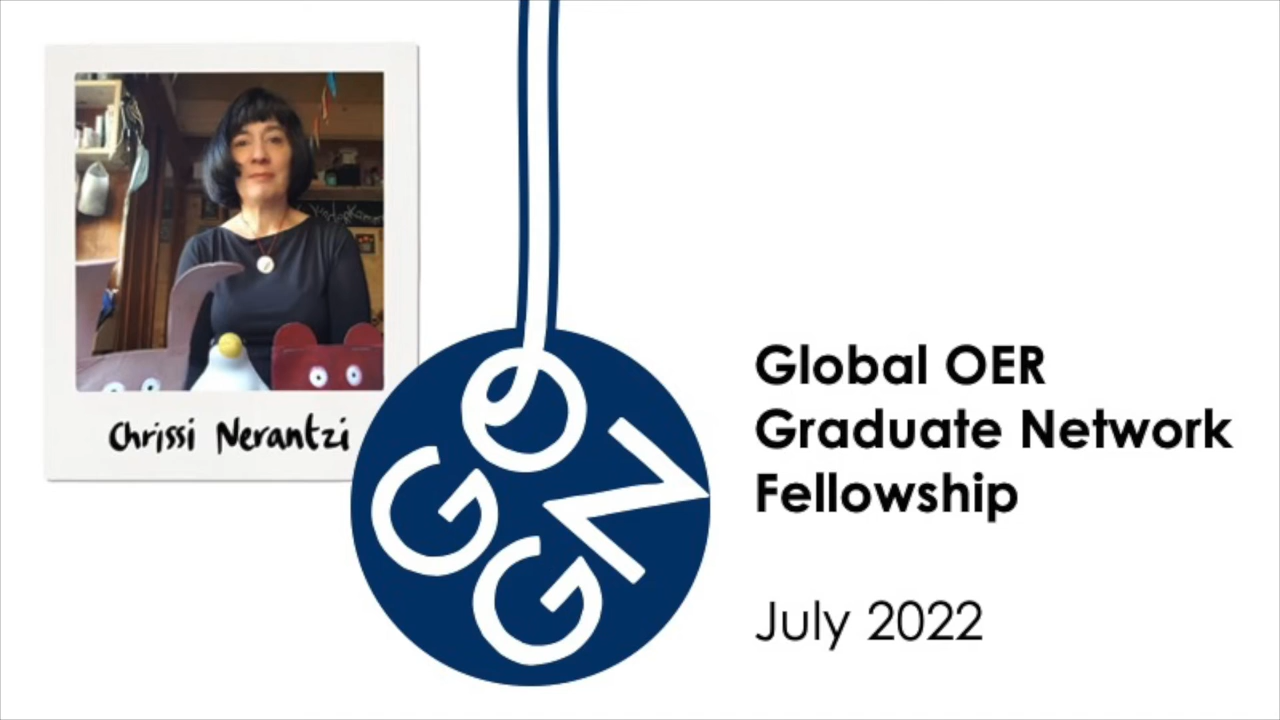 Chrissi Nerantzi
GO
GN
Global OER
Graduate Network
Fellowship
July 2022